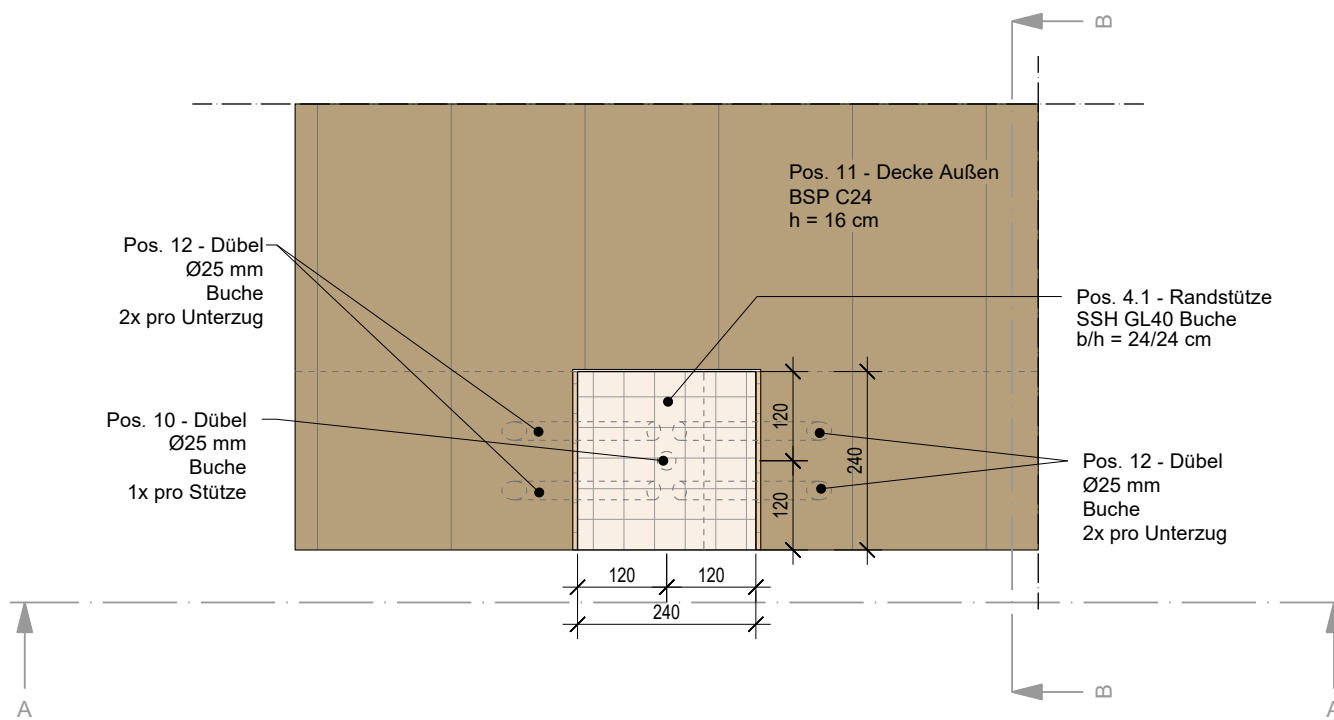 B
Pos. 11 - Decke Außen
BSP C24
h = 16 cm
Pos. 12 - Dübel
Ø25 mm
Buche
2x pro Unterzug
Pos. 4.1 - Randstütze
SSH GL40 Buche
b/h = 24/24 cm
Pos. 10 - Dübel
Ø25 mm
Buche
1x pro Stütze
120
240
120
Pos. 12 - Dübel
Ø25 mm
Buche
2x pro Unterzug
120
120
240
A
B
A